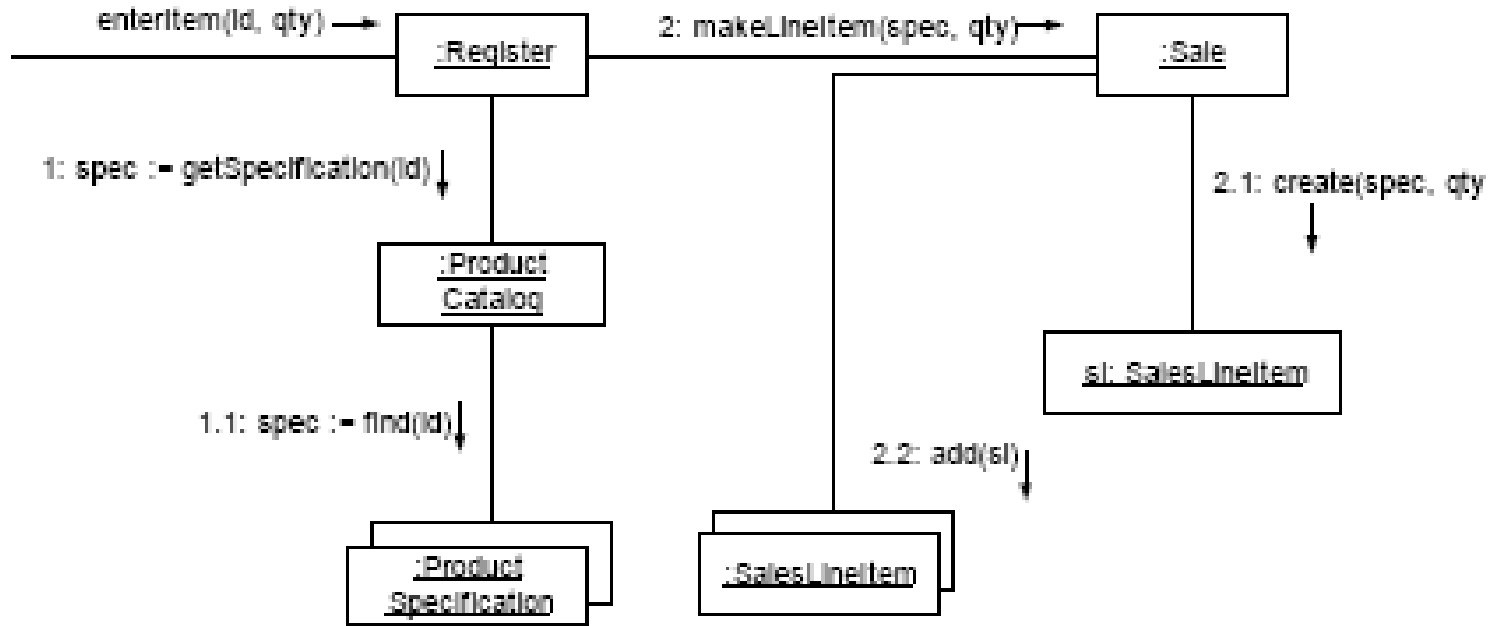 enterItem(id, qty)
:Register
2: makeLineItem(spec, qty)
:Sale
1: spec := getSpecification(id)
2.1: create(spec, qty
:Product
Catalog
sl: SalesLineItem
1.1: spec := find(id)
2.2: add(sl)
:Product
Specification
:SalesLineItem